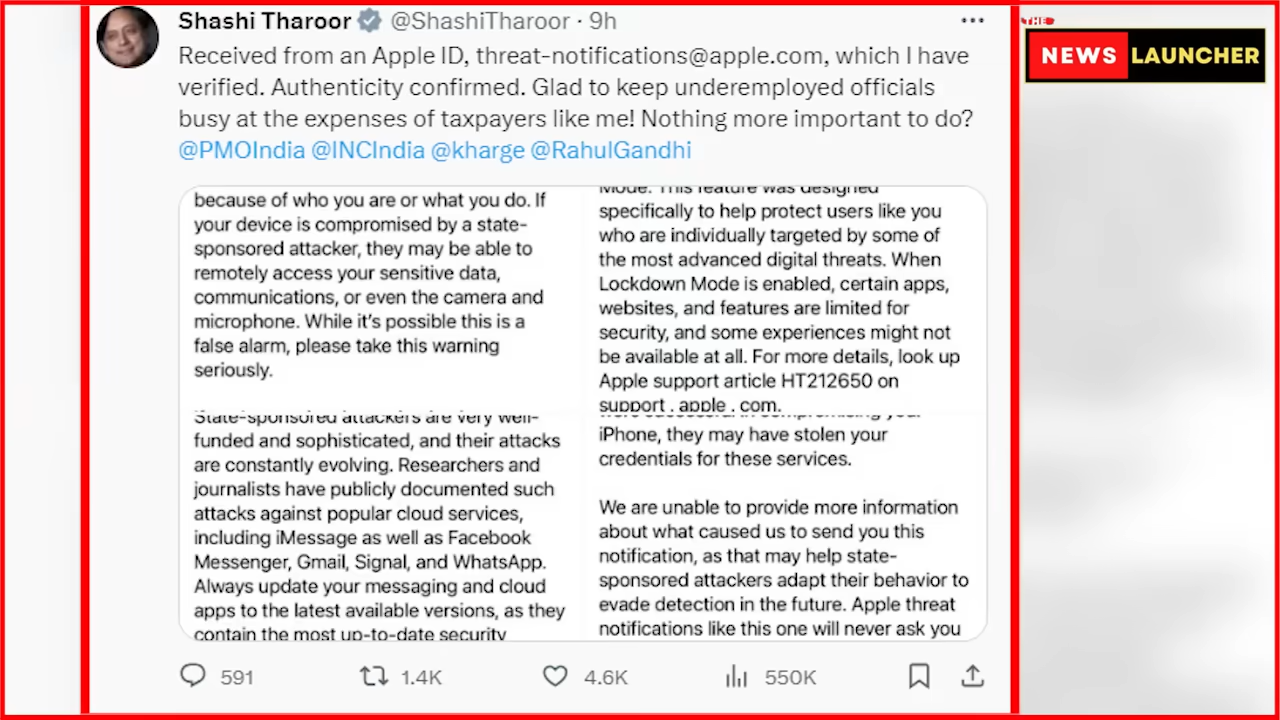 Shashi Tharoor @ShashiTharoor · 9h
Received from an Apple ID, threat-notifications@apple.com, which I have
verified. Authenticity confirmed. Glad to keep underemployed officials
busy at the expenses of taxpayers like me! Nothing more important to do?
@PMOIndia @INCIndia @kharge @RahulGandhi
because of who you are or what you do. If
your device is compromised by a state-
sponsored attacker, they may be able to
remotely access your sensitive data,
communications, or even the camera and
microphone. While it's possible this is a
false alarm, please take this warning
seriously.
Mode. This feature was designed
specifically to help protect users like you
who are individually targeted by some of
the most advanced digital threats. When
Lockdown Mode is enabled, certain apps,
websites, and features are limited for
security, and some experiences might not
be available at all. For more details, look up
Apple support article HT212650 on
support . apple . com.
State-sponsored attackers are very well-
funded and sophisticated, and their attacks
are constantly evolving. Researchers and
journalists have publicly documented such
attacks against popular cloud services,
including iMessage as well as Facebook
Messenger, Gmail, Signal, and WhatsApp.
Always update your messaging and cloud
apps to the latest available versions, as they
contain the most up-to-date security
iPhone, they may have stolen your
credentials for these services.
We are unable to provide more information
about what caused us to send you this
notification, as that may help state-
sponsored attackers adapt their behavior to
evade detection in the future. Apple threat
notifications like this one will never ask you
591 1.4K 4.6K 550K
THE
NEWS LAUNCHER